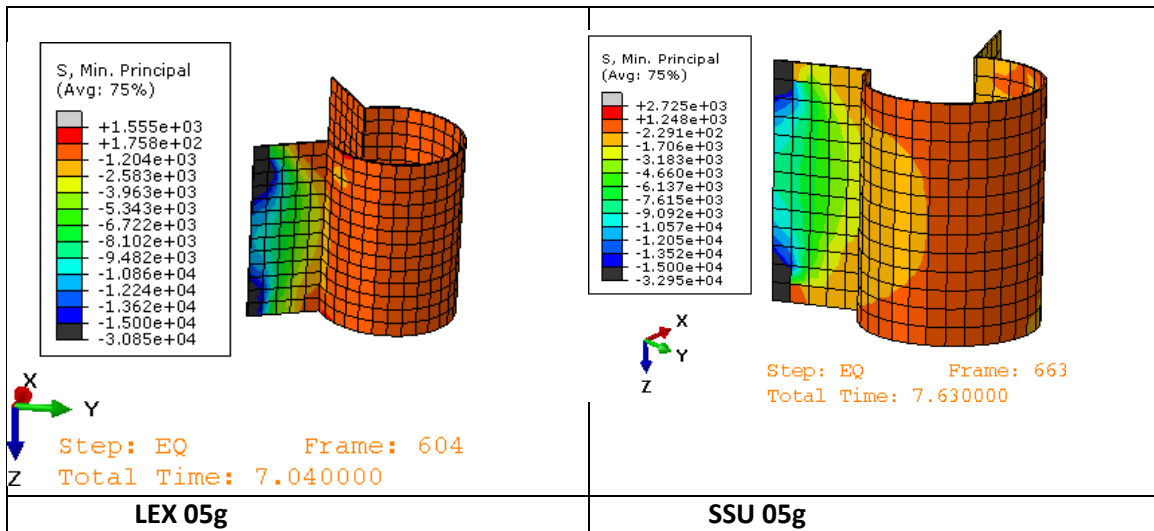 S, Min. Principal
(Avg: 75%)
+1.555e+03
+1.758e+02
-1.204e+03
-2.583e+03
-3.963e+03
-5.343e+03
-6.722e+03
-8.102e+03
-9.482e+03
-1.086e+04
-1.224e+04
-1.362e+04
-1.500e+04
-3.085e+04
X
Y
Z
Step: EQ Frame: 604
Total Time: 7.040000
LEX 05g
S, Min. Principal
(Avg: 75%)
+2.725e+03
+1.248e+03
-2.291e+02
-1.706e+03
-3.183e+03
-4.660e+03
-6.137e+03
-7.615e+03
-9.092e+03
-1.057e+04
-1.205e+04
-1.352e+04
-1.500e+04
-3.295e+04
X
Y
Z
Step: EQ Frame: 663
Total Time: 7.630000
SSU 05g